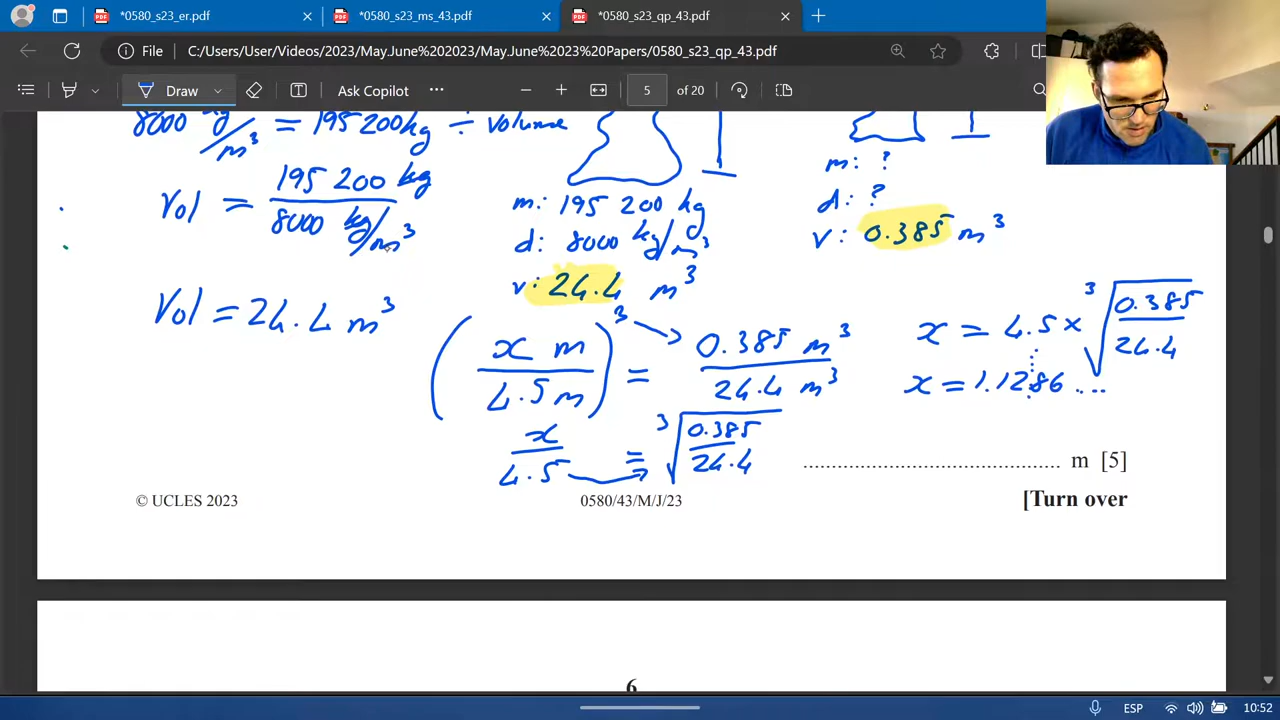 *0580_s23_er.pdf
*0580_s23_ms_43.pdf
*0580_s23_qp_43.pdf
File
C:/Users/User/Videos/2023/May.June%202023/May.June%2023%20Papers/0580_s23_qp_43.pdf
Draw
Ask Copilot
5 of 20
8000 kg/m³ = 195 200 kg ÷ volume
Vol = 195 200 kg / 8000 kg/m³
Vol = 24.4 m³
m: 195 200 kg
d: 8000 kg/m³
v: 24.4 m³
m: ?
d: ?
v: 0.385 m³
(x m / 4.5 m)³ = 0.385 m³ / 24.4 m³
x / 4.5 = ³√(0.385 / 24.4)
x = 4.5 × ³√(0.385 / 24.4)
x = 1.1286 ....
m [5]
© UCLES 2023
0580/43/M/J/23
[Turn over
6
ESP
10:52